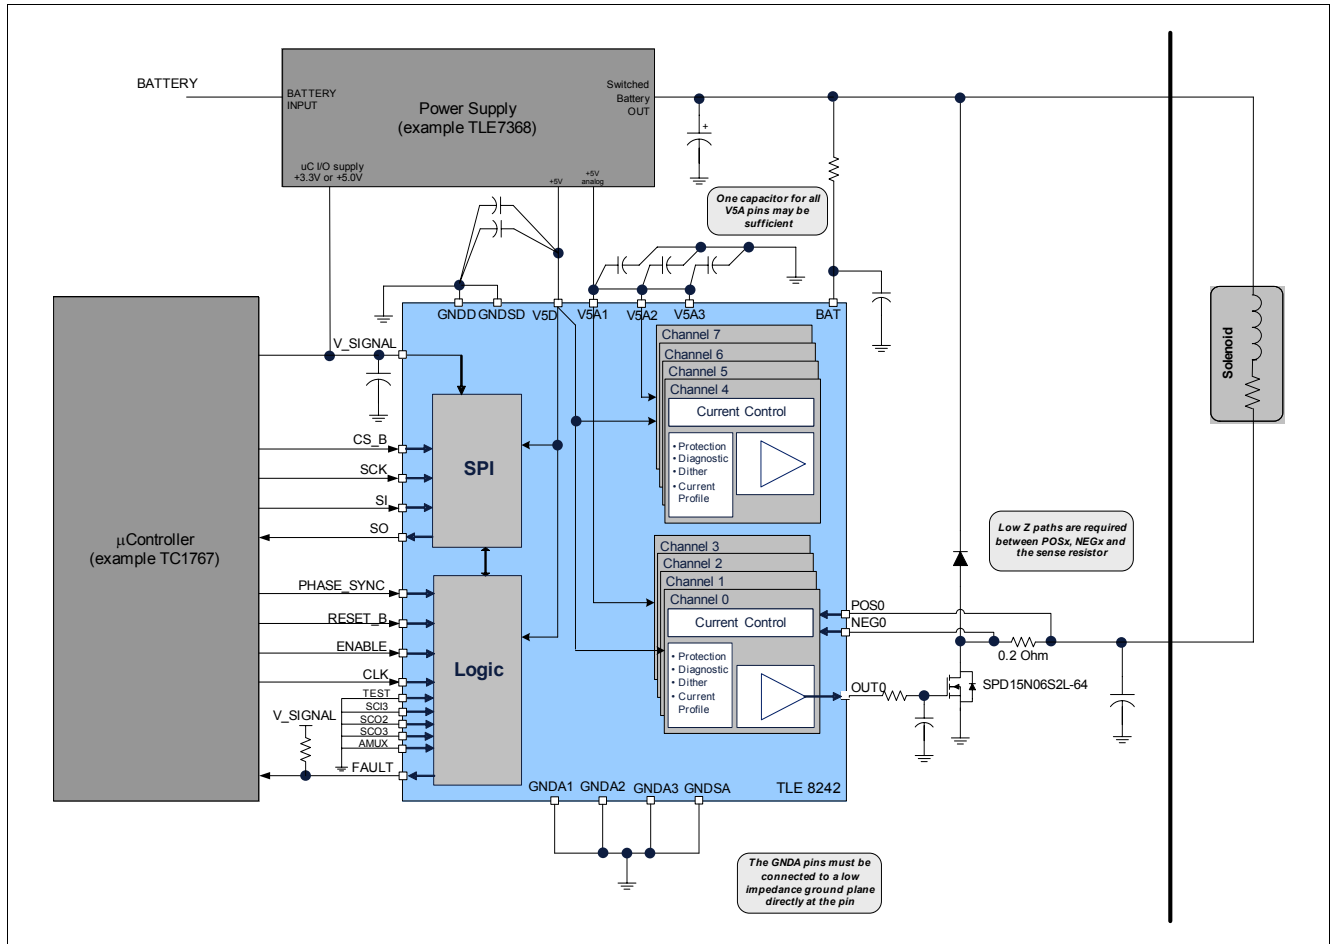 BATTERY
BATTERY
INPUT
Power Supply
(example TLE7368)
Switched
Battery
OUT
uC I/O supply
+3.3V or +5.0V
+5V
+5V
analog
+
One capacitor for all
V5A pins may be
sufficient
GNDD
GNDSD
V5D
V5A1
V5A2
V5A3
BAT
V_SIGNAL
Channel 7
Channel 6
Channel 5
Channel 4
Current Control
• Protection
• Diagnostic
• Dither
• Current
Profile
Solenoid
CS_B
SCK
SI
SO
SPI
µController
(example TC1767)
Low Z paths are required
between POSx, NEGx and
the sense resistor
Channel 3
Channel 2
Channel 1
Channel 0
Current Control
• Protection
• Diagnostic
• Dither
• Current
Profile
PHASE_SYNC
RESET_B
ENABLE
CLK
TEST
SCI3
SCO2
SCO3
AMUX
FAULT
V_SIGNAL
Logic
POS0
NEG0
0.2 Ohm
OUT0
SPD15N06S2L-64
GNDA1
GNDA2
GNDA3
GNDSA
TLE 8242
The GNDA pins must be
connected to a low
impedance ground plane
directly at the pin